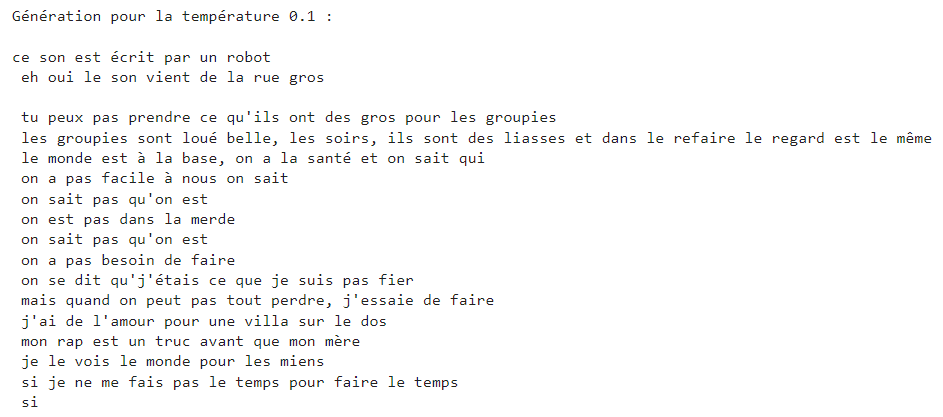 Génération pour la température 0.1 :
ce son est écrit par un robot
eh oui le son vient de la rue gros
tu peux pas prendre ce qu'ils ont des gros pour les groupies
les groupies sont loué belle, les soirs, ils sont des liasses et dans le refaire le regard est le même
le monde est à la base, on a la santé et on sait qui
on a pas facile à nous on sait
on sait pas qu'on est
on est pas dans la merde
on sait pas qu'on est
on a pas besoin de faire
on se dit qu'j'étais ce que je suis pas fier
mais quand on peut pas tout perdre, j'essaie de faire
j'ai de l'amour pour une villa sur le dos
mon rap est un truc avant que mon mère
je le vois le monde pour les miens
si je ne me fais pas le temps pour faire le temps
si